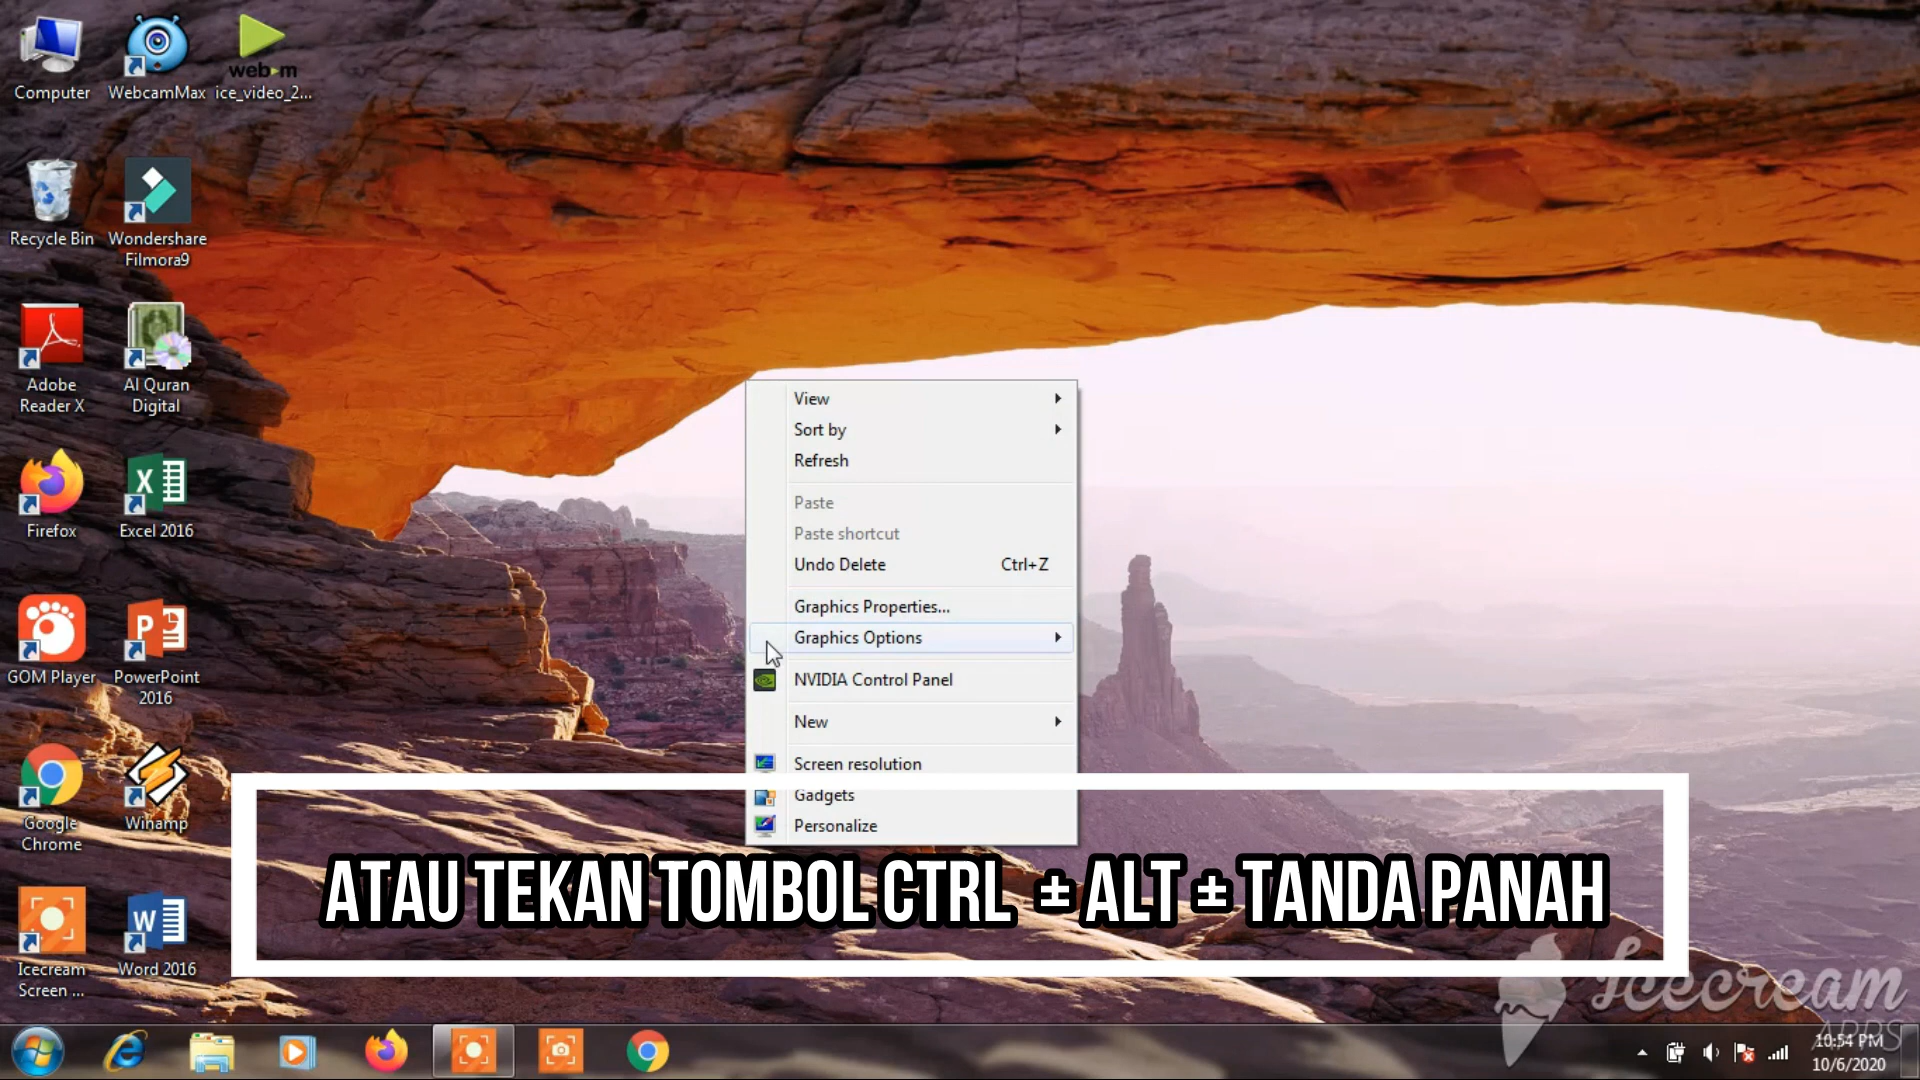 Computer
WebcamMax
web m
ice_video_2...
Recycle Bin
Wondershare
Filmora9
Adobe
Reader X
Al Quran
Digital
Firefox
Excel 2016
GOM Player
PowerPoint
2016
Google
Chrome
Winamp
Icecream
Screen ...
Word 2016
View
Sort by
Refresh
Paste
Paste shortcut
Undo Delete Ctrl+Z
Graphics Properties...
Graphics Options
NVIDIA Control Panel
New
Screen resolution
Gadgets
Personalize
ATAU TEKAN TOMBOL CTRL ± ALT ± TANDA PANAH
Icecream
APPS
10:54 PM
10/6/2020